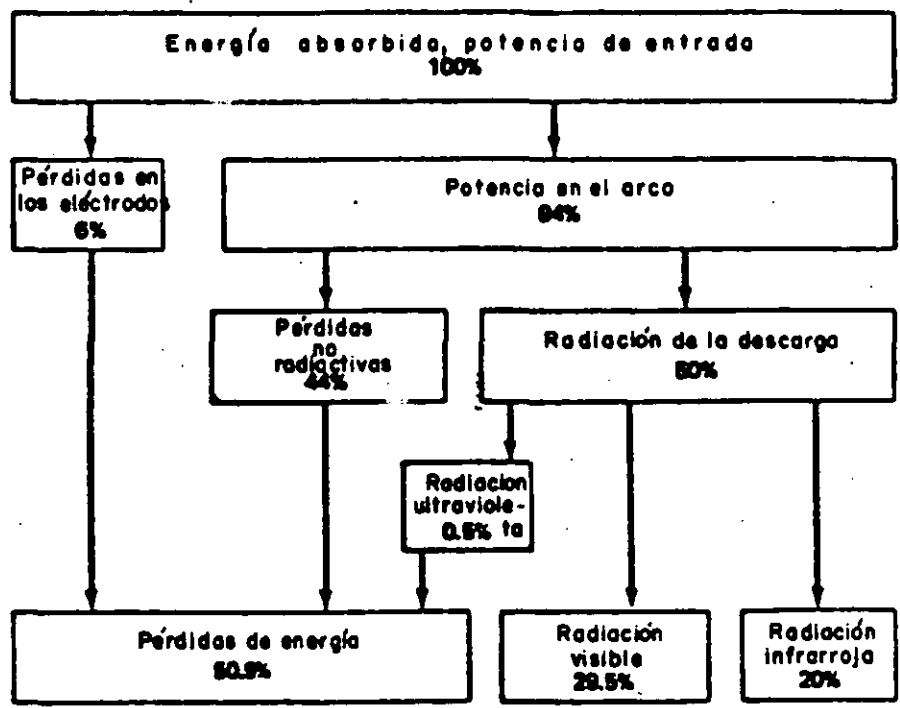 Energía absorbida, potencia de entrada
100%
Pérdidas en
los eléctrodos
6%
Potencia en el arco
94%
Pérdidas
no
radiactivas
44%
Radiación de la descarga
50%
Radiacion
ultraviole-
0.5% ta
Pérdidas de energía
50.5%
Radiación
visible
29.5%
Radiación
infrarroja
20%